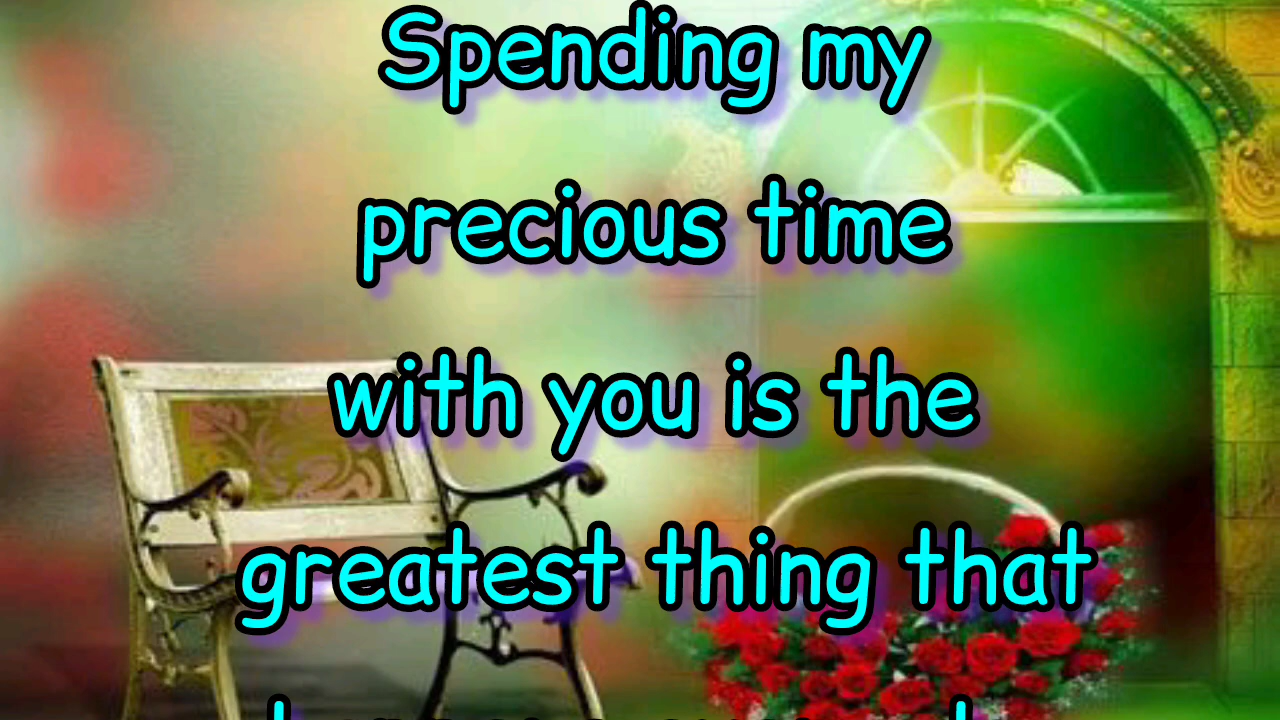 Spending my
precious time
with you is the
greatest thing that